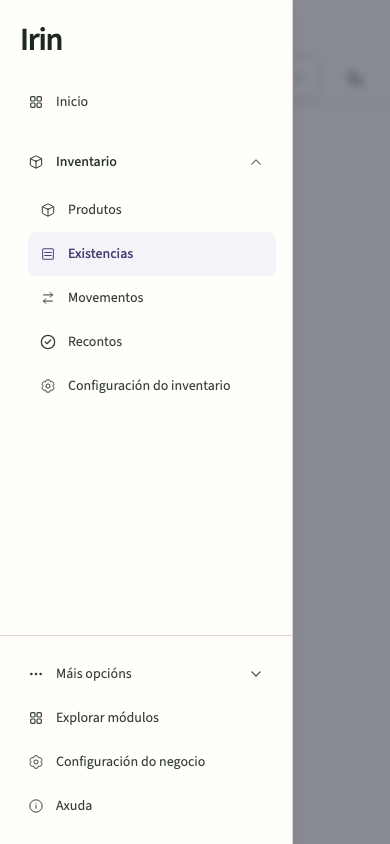 Irin
Inicio
Inventario
Produtos
Existencias
Movementos
Recontos
Configuración do inventario
Máis opcións
Explorar módulos
Configuración do negocio
Axuda